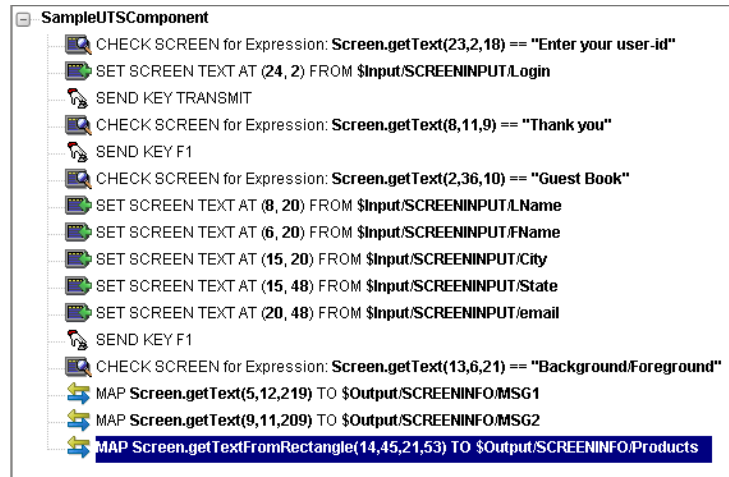 SampleUTSComponent
CHECK SCREEN for Expression: Screen.getText(23,2,18) == "Enter your user-id"
SET SCREEN TEXT AT (24, 2) FROM $Input/SCREENINPUT/Login
SEND KEY TRANSMIT
CHECK SCREEN for Expression: Screen.getText(8,11,9) == "Thank you"
SEND KEY F1
CHECK SCREEN for Expression: Screen.getText(2,36,10) == "Guest Book"
SET SCREEN TEXT AT (8, 20) FROM $Input/SCREENINPUT/LName
SET SCREEN TEXT AT (6, 20) FROM $Input/SCREENINPUT/FName
SET SCREEN TEXT AT (15, 20) FROM $Input/SCREENINPUT/City
SET SCREEN TEXT AT (15, 48) FROM $Input/SCREENINPUT/State
SET SCREEN TEXT AT (20, 48) FROM $Input/SCREENINPUT/email
SEND KEY F1
CHECK SCREEN for Expression: Screen.getText(13,6,21) == "Background/Foreground"
MAP Screen.getText(5,12,219) TO $Output/SCREENINFO/MSG1
MAP Screen.getText(9,11,209) TO $Output/SCREENINFO/MSG2
MAP Screen.getTextFromRectangle(14,45,21,53) TO $Output/SCREENINFO/Products